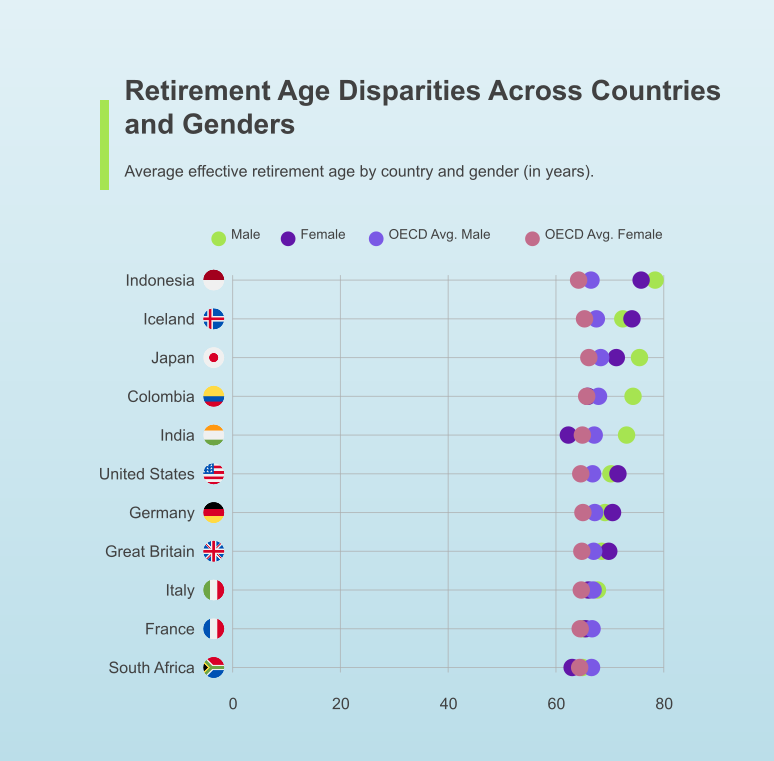 Retirement Age Disparities Across Countries
and Genders
Average effective retirement age by country and gender (in years).
Male Female OECD Avg. Male OECD Avg. Female
Indonesia
Iceland
Japan
Colombia
India
United States
Germany
Great Britain
Italy
France
South Africa
0 20 40 60 80